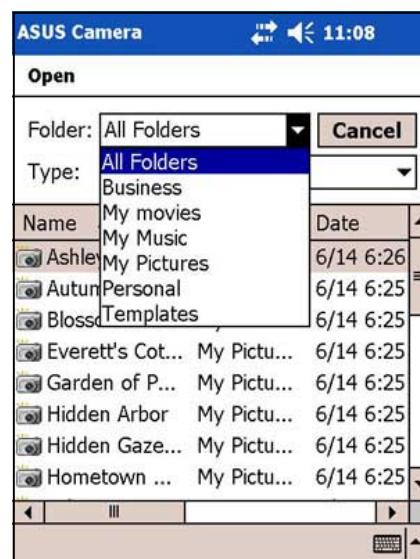 ASUS Camera 11:08
Open
Folder: All Folders Cancel
Type: All Folders
Business
My movies
My Music
My Pictures
Personal
Templates
Name Date
6/14 6:26
6/14 6:25
6/14 6:25
Everett's Cot... My Pictu... 6/14 6:25
Garden of P... My Pictu... 6/14 6:25
Hidden Arbor My Pictu... 6/14 6:25
Hidden Gaze... My Pictu... 6/14 6:25
Hometown ... My Pictu... 6/14 6:25